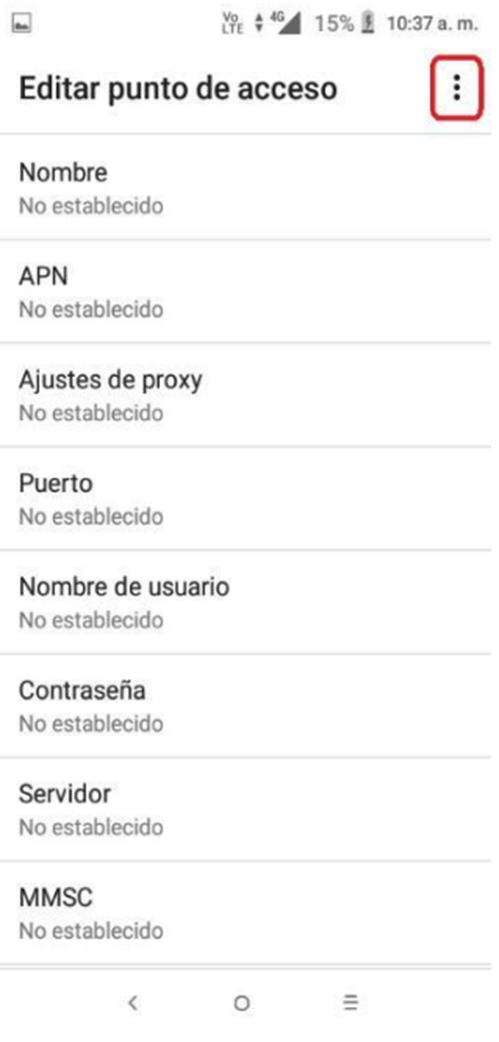 Vo LTE 4G 15% 10:37 a. m.
Editar punto de acceso
Nombre
No establecido
APN
No establecido
Ajustes de proxy
No establecido
Puerto
No establecido
Nombre de usuario
No establecido
Contraseña
No establecido
Servidor
No establecido
MMSC
No establecido